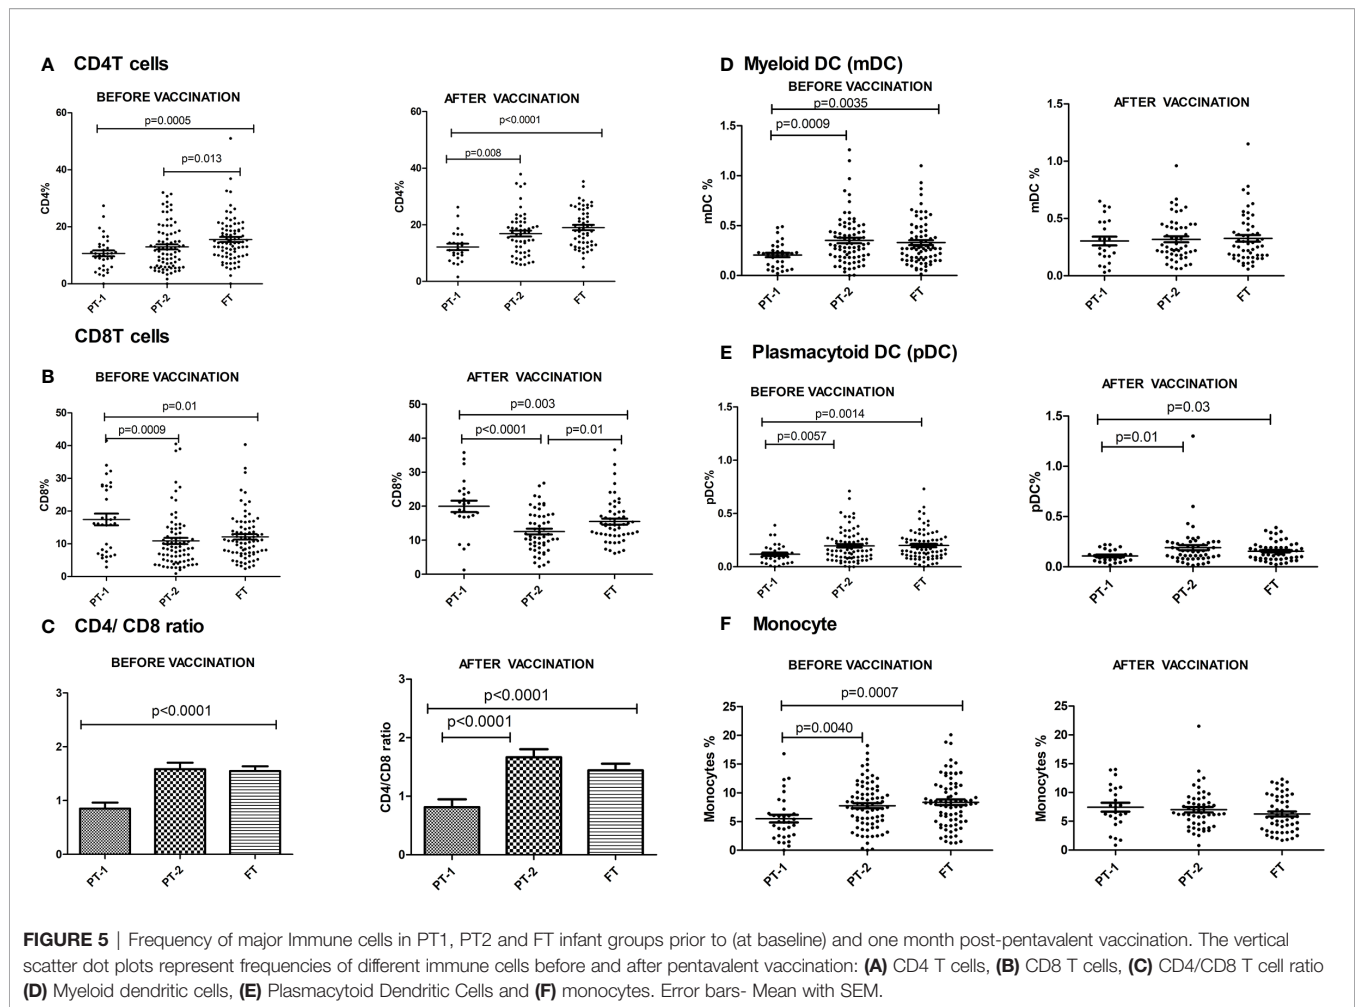 A CD4T cells
BEFORE VACCINATION
p=0.0005
p=0.013
CD4%
60
40
20
0
PT-1
PT-2
FT
AFTER VACCINATION
p<0.0001
p=0.008
CD4%
60
40
20
0
PT-1
PT-2
FT
CD8T cells
B
BEFORE VACCINATION
p=0.01
p=0.0009
CD8%
50
40
30
20
10
0
PT-1
PT-2
FT
AFTER VACCINATION
p=0.003
p<0.0001
p=0.01
CD8%
50
40
30
20
10
0
PT-1
PT-2
FT
C CD4/ CD8 ratio
BEFORE VACCINATION
p<0.0001
3
2
1
0
PT-1
PT-2
FT
AFTER VACCINATION
p<0.0001
p<0.0001
CD4/CD8 ratio
3
2
1
0
PT-1
PT-2
FT
D Myeloid DC (mDC)
BEFORE VACCINATION
p=0.0035
p=0.0009
mDC %
1.5
1.0
0.5
0.0
PT-1
PT-2
FT
AFTER VACCINATION
mDC %
1.5
1.0
0.5
0.0
PT-1
PT-2
FT
E Plasmacytoid DC (pDC)
BEFORE VACCINATION
p=0.0014
p=0.0057
pDC%
1.5
1.0
0.5
0.0
PT-1
PT-2
FT
AFTER VACCINATION
p=0.03
p=0.01
pDC%
1.5
1.0
0.5
0.0
PT-1
PT-2
FT
F Monocyte
BEFORE VACCINATION
p=0.0007
p=0.0040
Monocytes %
25
20
15
10
5
0
PT-1
PT-2
FT
AFTER VACCINATION
Monocytes %
25
20
15
10
5
0
PT-1
PT-2
FT
FIGURE 5 | Frequency of major Immune cells in PT1, PT2 and FT infant groups prior to (at baseline) and one month post-pentavalent vaccination. The vertical
scatter dot plots represent frequencies of different immune cells before and after pentavalent vaccination: (A) CD4 T cells, (B) CD8 T cells, (C) CD4/CD8 T cell ratio
(D) Myeloid dendritic cells, (E) Plasmacytoid Dendritic Cells and (F) monocytes. Error bars- Mean with SEM.